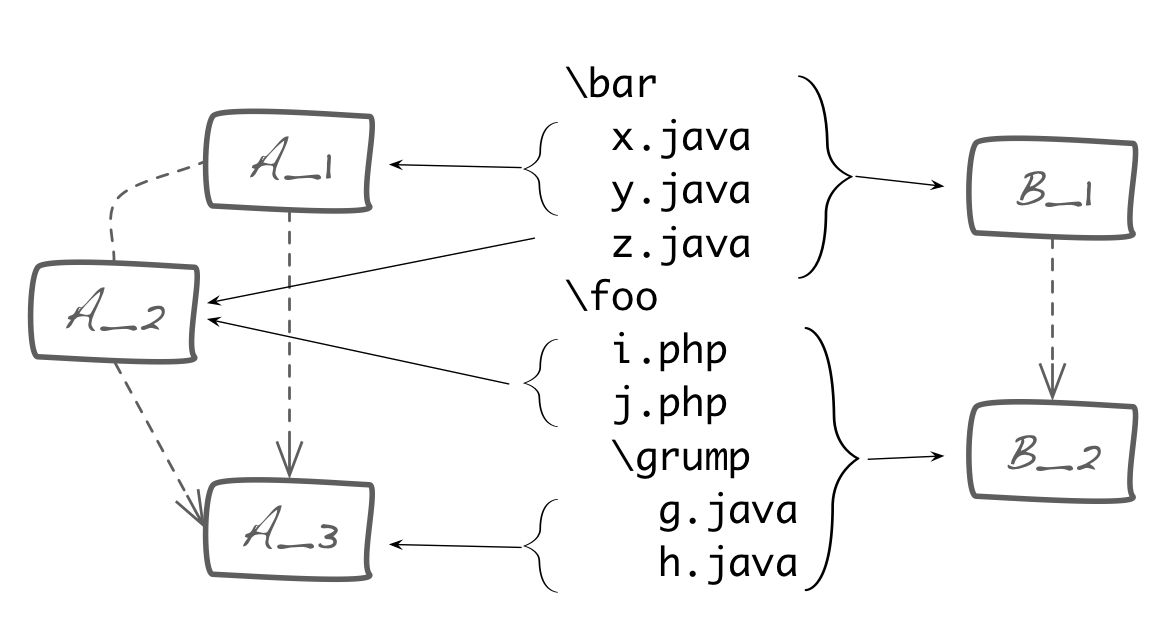 \bar
A_1
x.java
B_1
y.java
z.java
A_2
\foo
i.php
j.php
\grump
B_2
g.java
A_3
h.java